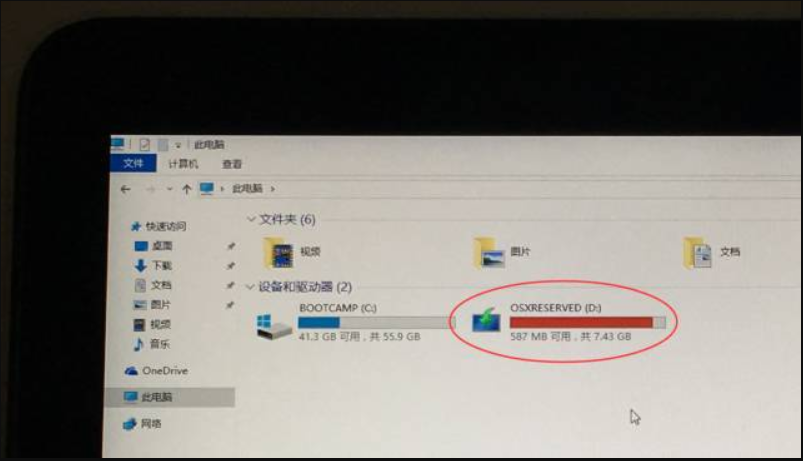 此电脑
文件 计算机 查看
此电脑
快速访问
桌面
下载
文档
图片
视频
音乐
OneDrive
此电脑
网络
文件夹 (6)
视频 图片 文档
设备和驱动器 (2)
BOOTCAMP (C:)
41.3 GB 可用，共 55.9 GB
OSXRESERVED (D:)
587 MB 可用，共 7.43 GB